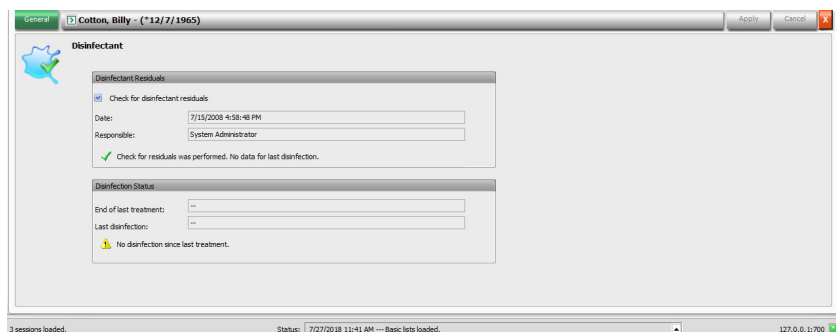 General
Cotton, Billy - (*12/7/1965)
Apply
Cancel
X
Disinfectant
Disinfectant Residuals
Check for disinfectant residuals
Date: 7/15/2008 4:58:48 PM
Responsible: System Administrator
Check for residuals was performed. No data for last disinfection.
Disinfection Status
End of last treatment: --
Last disinfection: --
No disinfection since last treatment.
3 sessions loaded.
Status: 7/27/2018 11:41 AM --- Basic lists loaded.
127.0.0.1:700